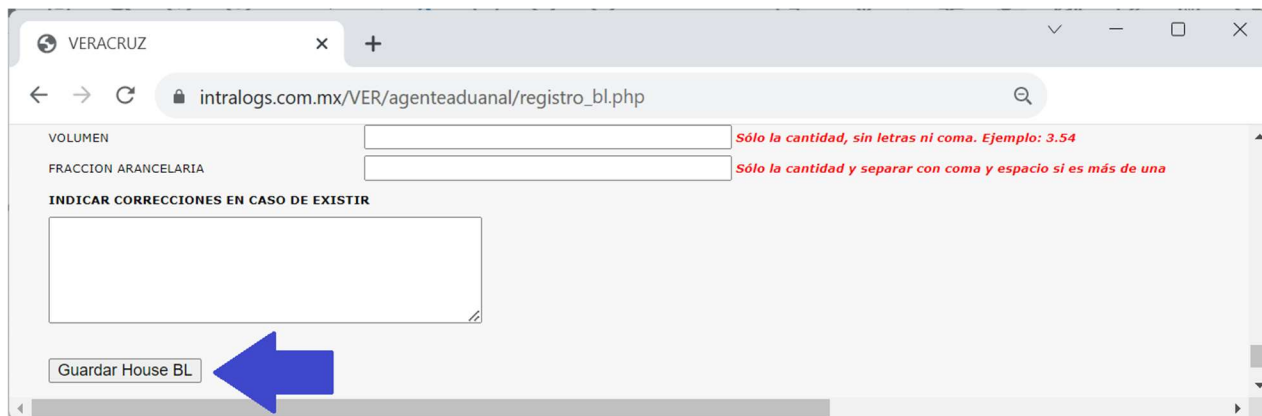 VERACRUZ
intralogs.com.mx/VER/agenteaduanal/registro_bl.php
VOLUMEN Sólo la cantidad, sin letras ni coma. Ejemplo: 3.54
FRACCION ARANCELARIA Sólo la cantidad y separar con coma y espacio si es más de una
INDICAR CORRECCIONES EN CASO DE EXISTIR
Guardar House BL